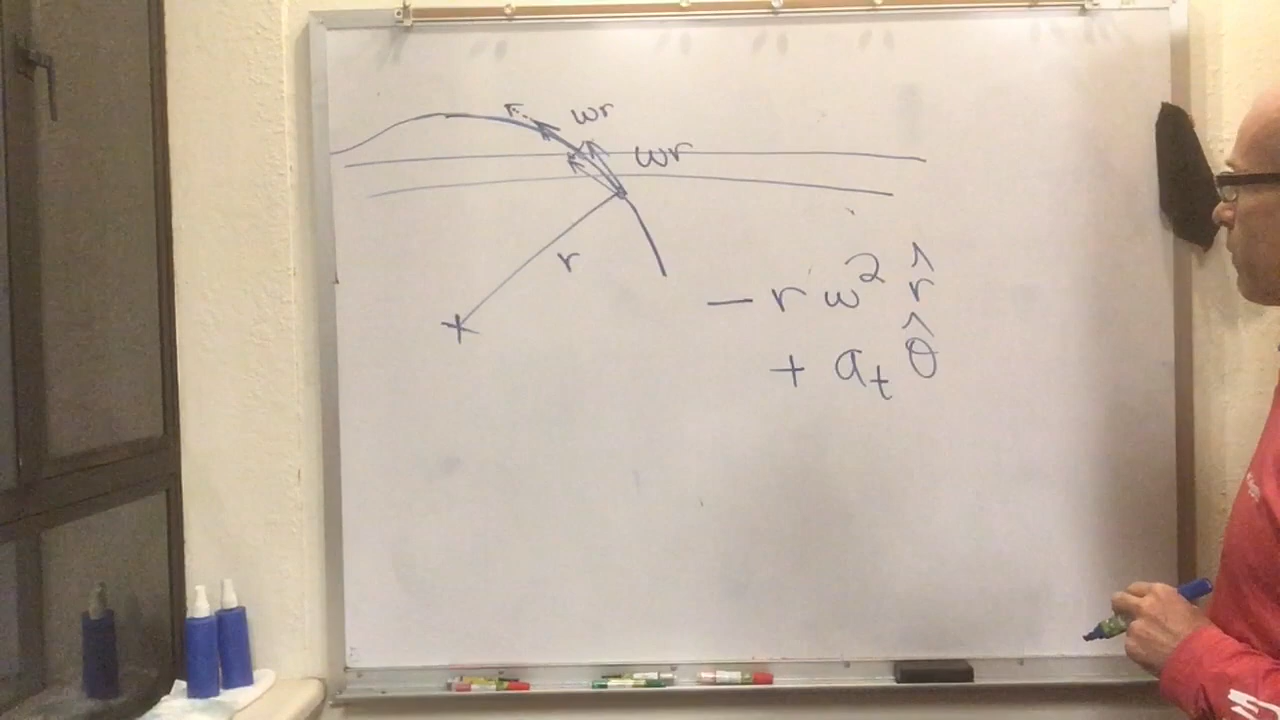 ωr
ωr
r
− r ω² r̂
+ aₜ θ̂